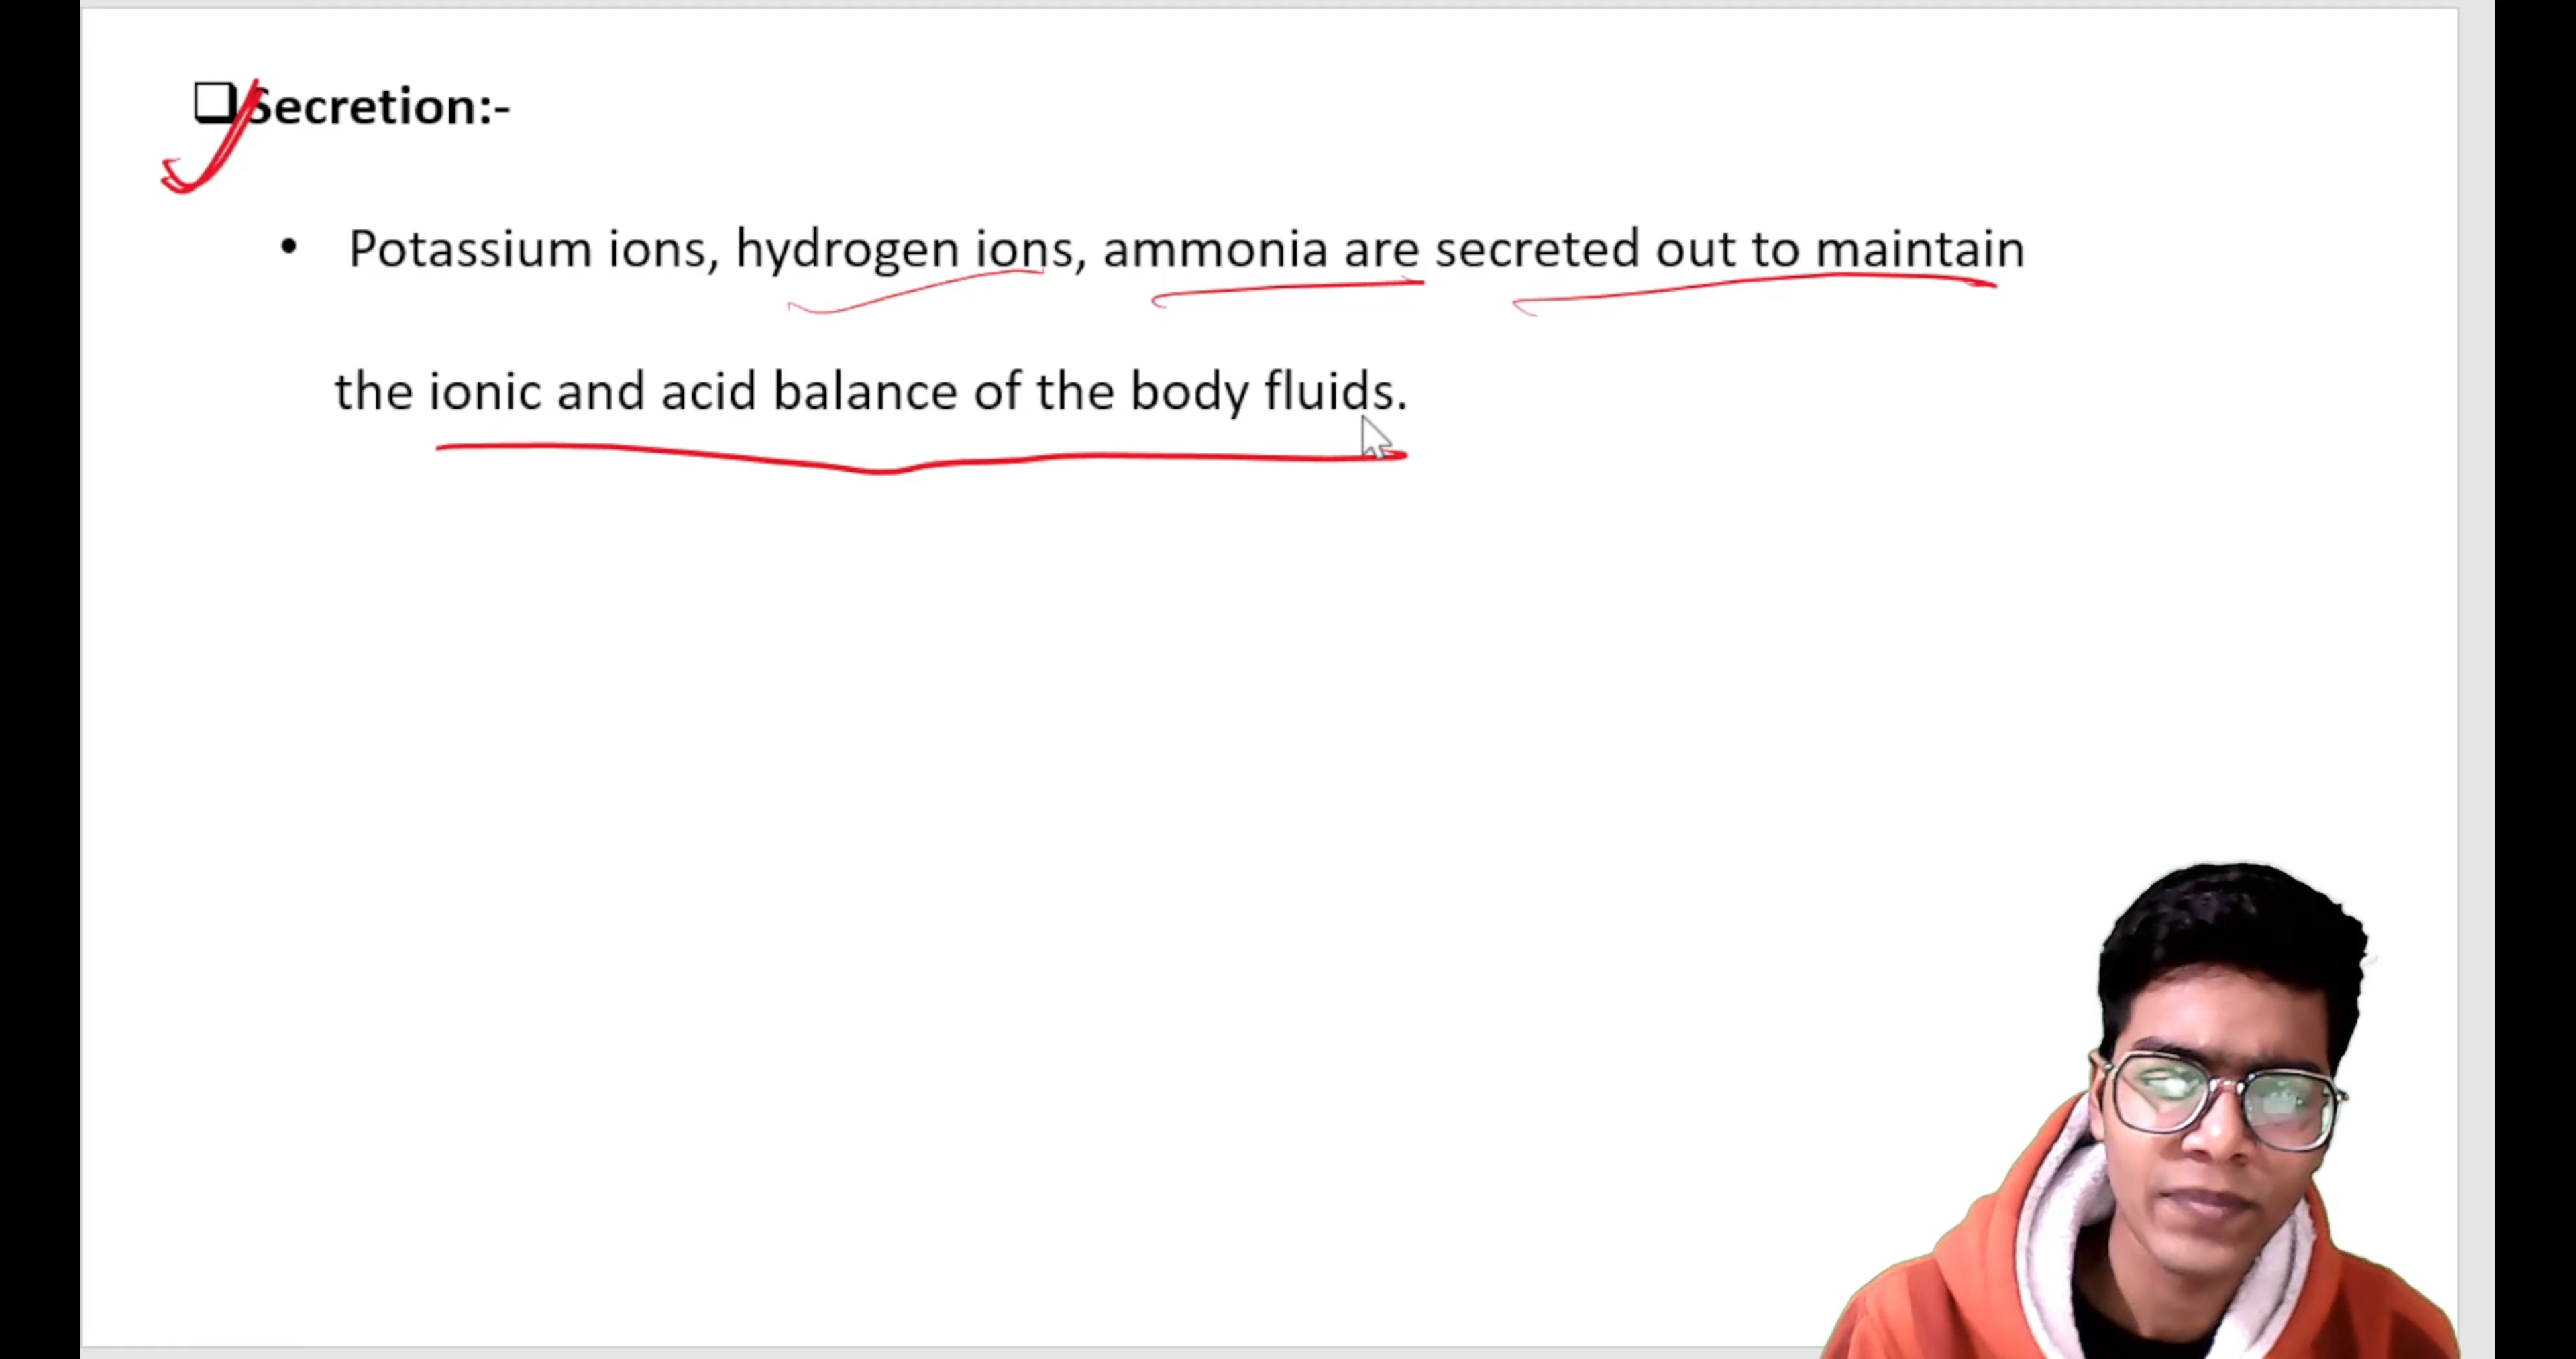 Secretion:-
• Potassium ions, hydrogen ions, ammonia are secreted out to maintain
the ionic and acid balance of the body fluids.